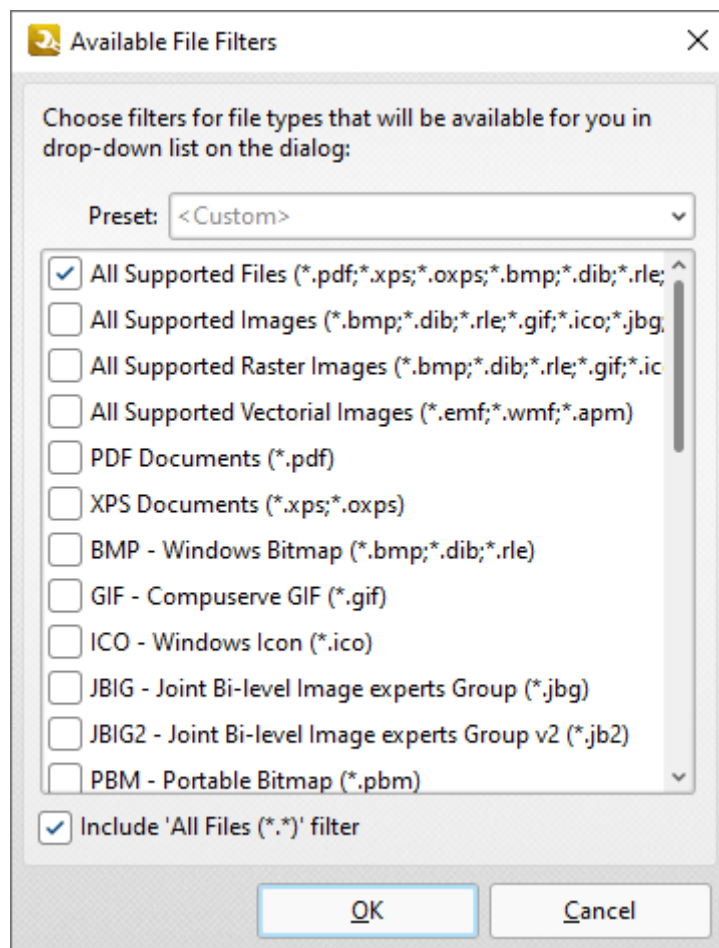 Available File Filters
Choose filters for file types that will be available for you in
drop-down list on the dialog:
Preset: <Custom>
All Supported Files (*.pdf;*.xps;*.oxps;*.bmp;*.dib;*.rle;
All Supported Images (*.bmp;*.dib;*.rle;*.gif;*.ico;*.jbg;
All Supported Raster Images (*.bmp;*.dib;*.rle;*.gif;*.ic
All Supported Vectorial Images (*.emf;*.wmf;*.apm)
PDF Documents (*.pdf)
XPS Documents (*.xps;*.oxps)
BMP - Windows Bitmap (*.bmp;*.dib;*.rle)
GIF - Compuserve GIF (*.gif)
ICO - Windows Icon (*.ico)
JBIG - Joint Bi-level Image experts Group (*.jbg)
JBIG2 - Joint Bi-level Image experts Group v2 (*.jb2)
PBM - Portable Bitmap (*.pbm)
Include 'All Files (*.*)' filter
OK Cancel